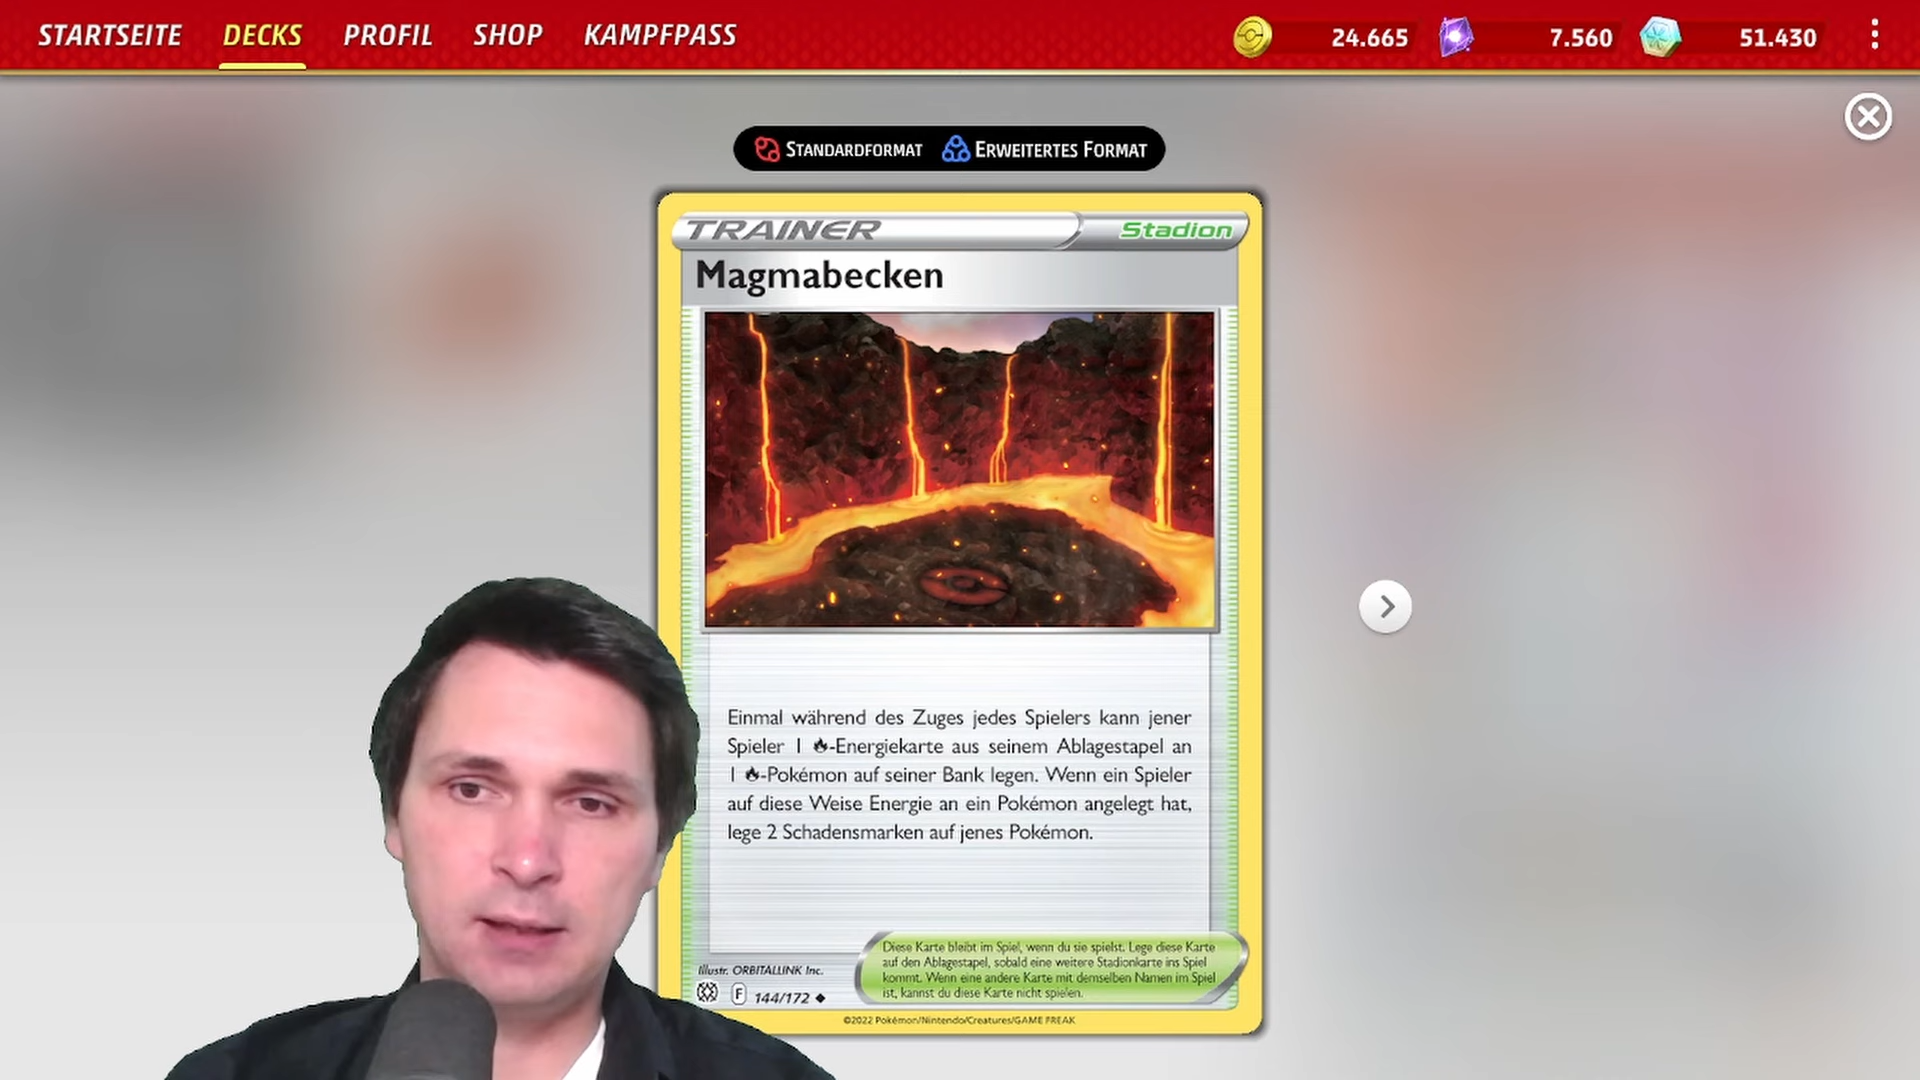 STARTSEITE DECKS PROFIL SHOP KAMPFPASS 24.665 7.560 51.430
STANDARDFORMAT ERWEITERTES FORMAT
TRAINER Stadion
Magmabecken
Einmal während des Zuges jedes Spielers kann jener
Spieler 1 -Energiekarte aus seinem Ablagestapel an
1 -Pokémon auf seiner Bank legen. Wenn ein Spieler
auf diese Weise Energie an ein Pokémon angelegt hat,
lege 2 Schadensmarken auf jenes Pokémon.
Diese Karte bleibt im Spiel, wenn du sie spielst. Lege diese Karte
auf den Ablagestapel, sobald eine weitere Stadionkarte ins Spiel
kommt. Wenn eine andere Karte mit demselben Namen im Spiel
ist, kannst du diese Karte nicht spielen.
Illustr. ORBITALLINK Inc.
F 144/172
©2022 Pokémon/Nintendo/Creatures/GAME FREAK